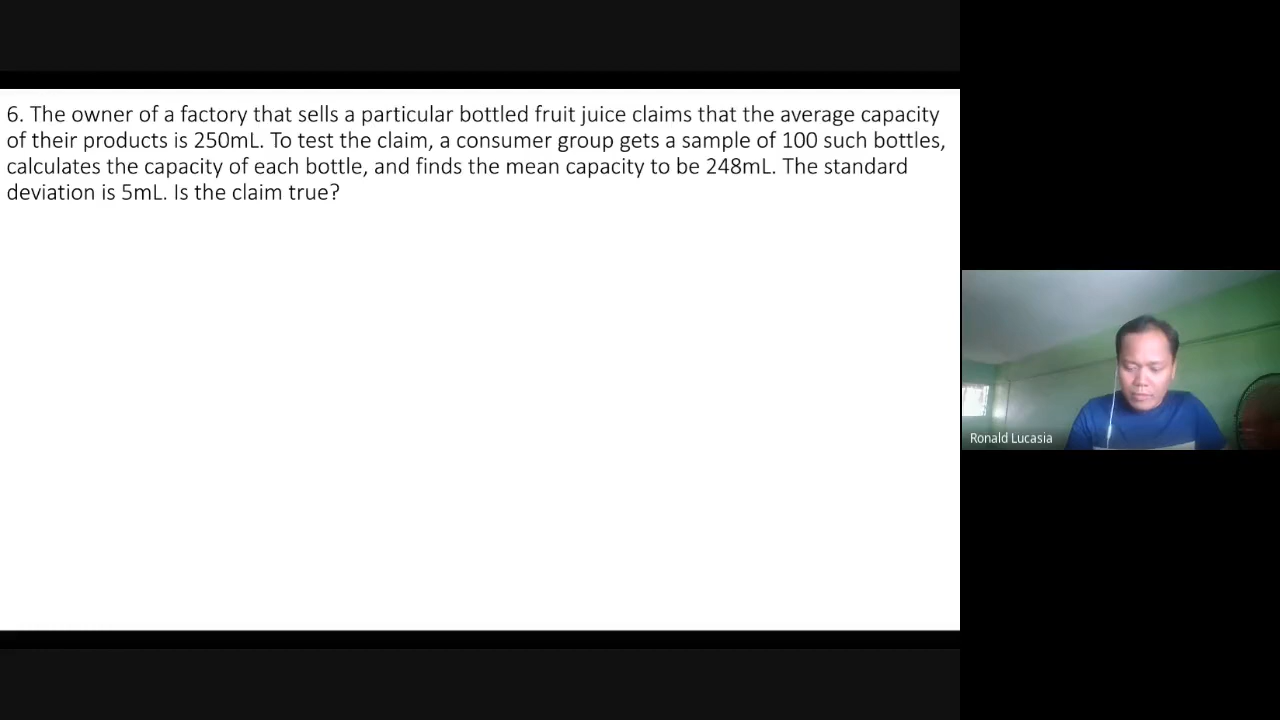 6. The owner of a factory that sells a particular bottled fruit juice claims that the average capacity
of their products is 250mL. To test the claim, a consumer group gets a sample of 100 such bottles,
calculates the capacity of each bottle, and finds the mean capacity to be 248mL. The standard
deviation is 5mL. Is the claim true?
Ronald Lucasia